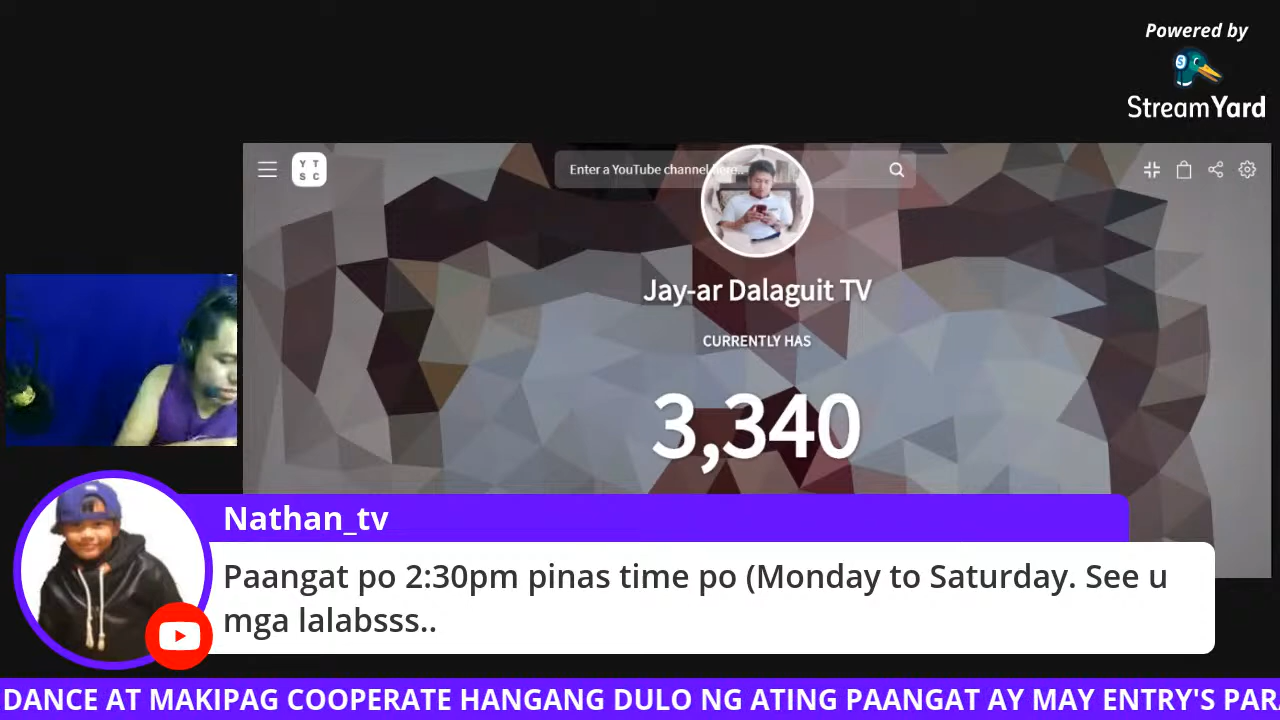 Powered by
StreamYard
Y T
S C
Enter a YouTube channel here...
Jay-ar Dalaguit TV
CURRENTLY HAS
3,340
Nathan_tv
Paangat po 2:30pm pinas time po (Monday to Saturday. See u
mga lalabsss..
DANCE AT MAKIPAG COOPERATE HANGANG DULO NG ATING PAANGAT AY MAY ENTRY'S PARA